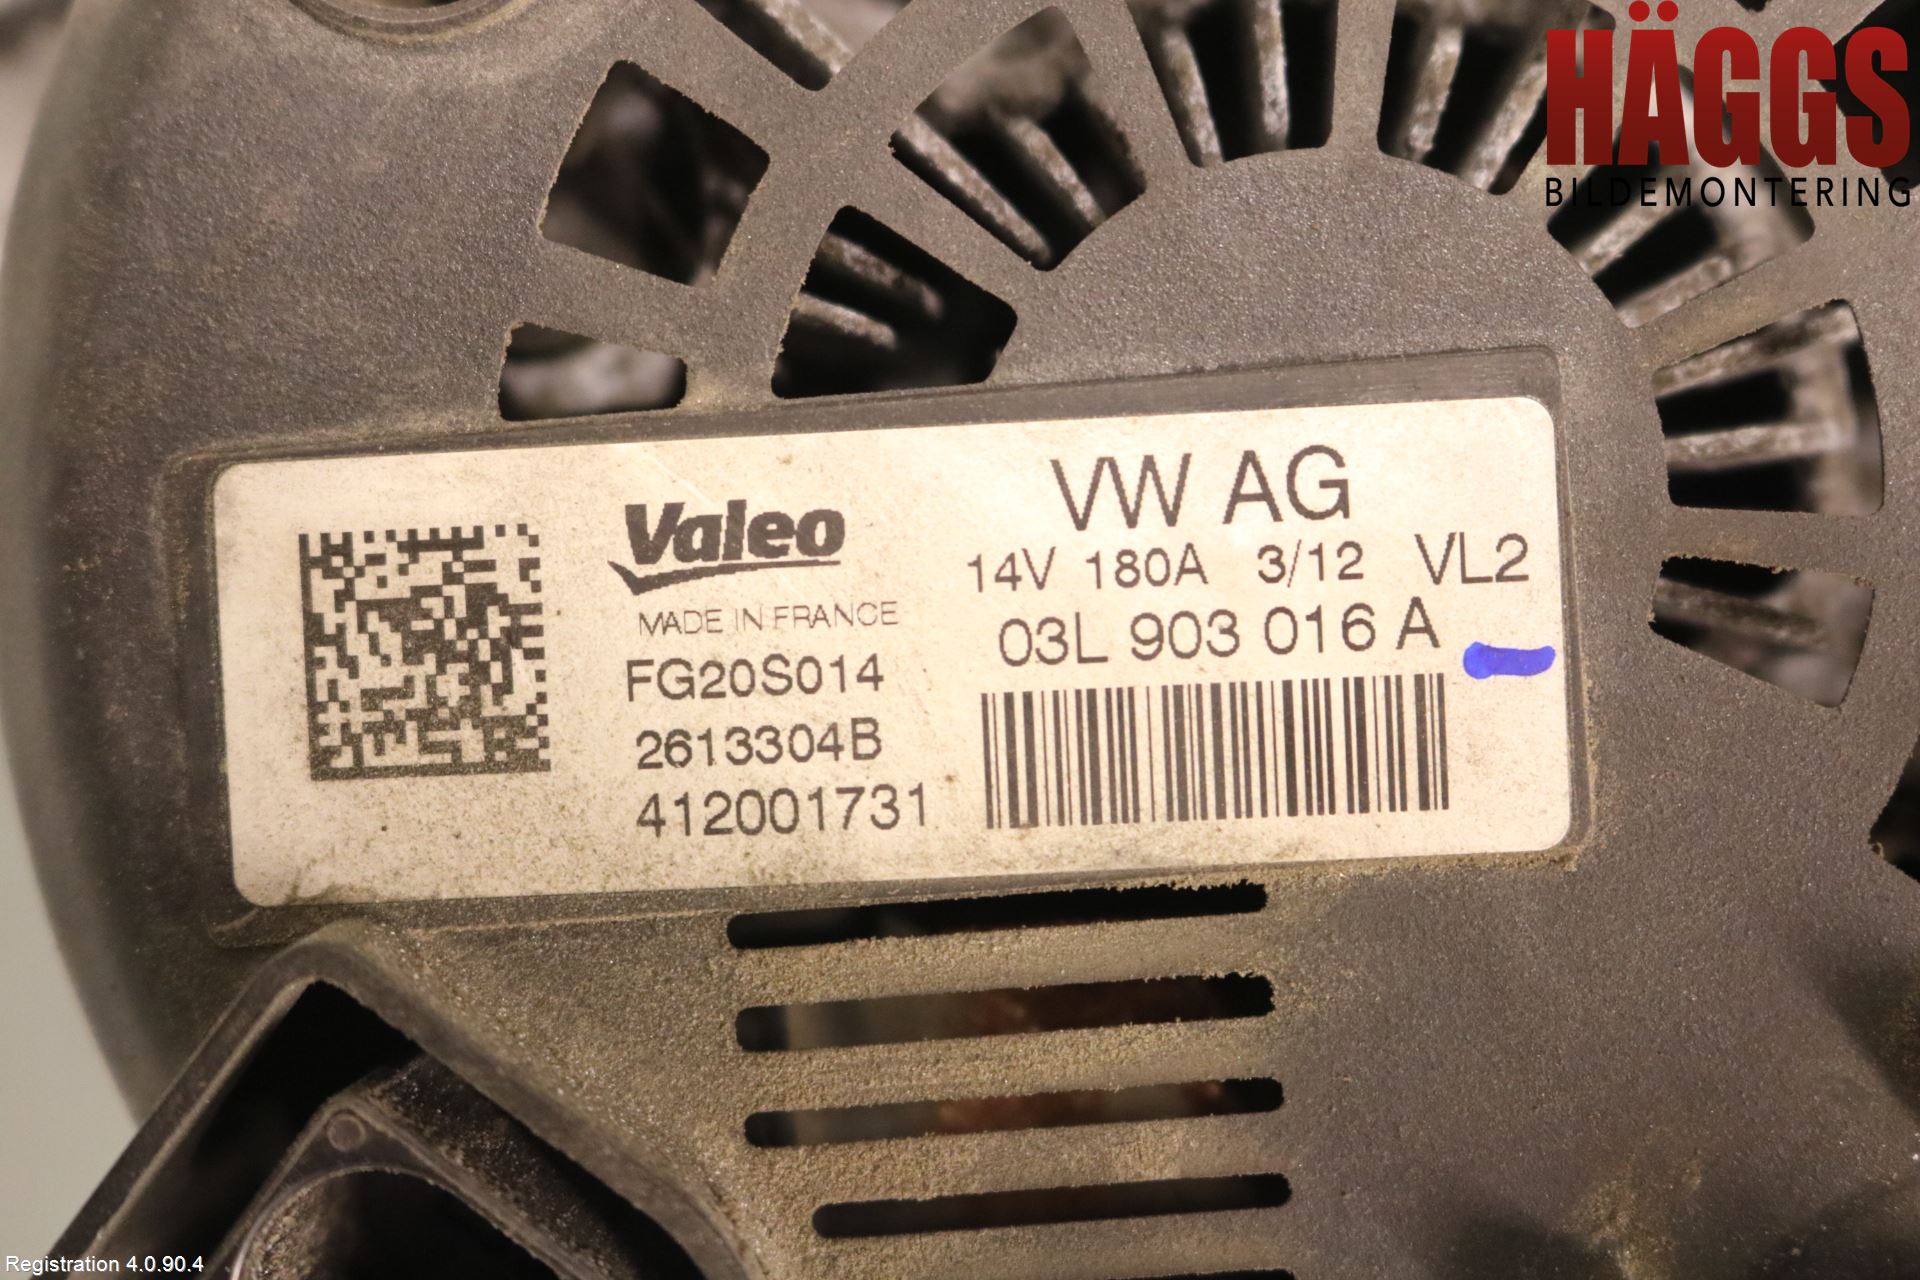 HÄGGS
BILDEMONTERING
Valeo
MADE IN FRANCE
FG20S014
2613304B
412001731
VW AG
14V 180A 3/12 VL2
03L 903 016 A
Registration 4.0.90.4